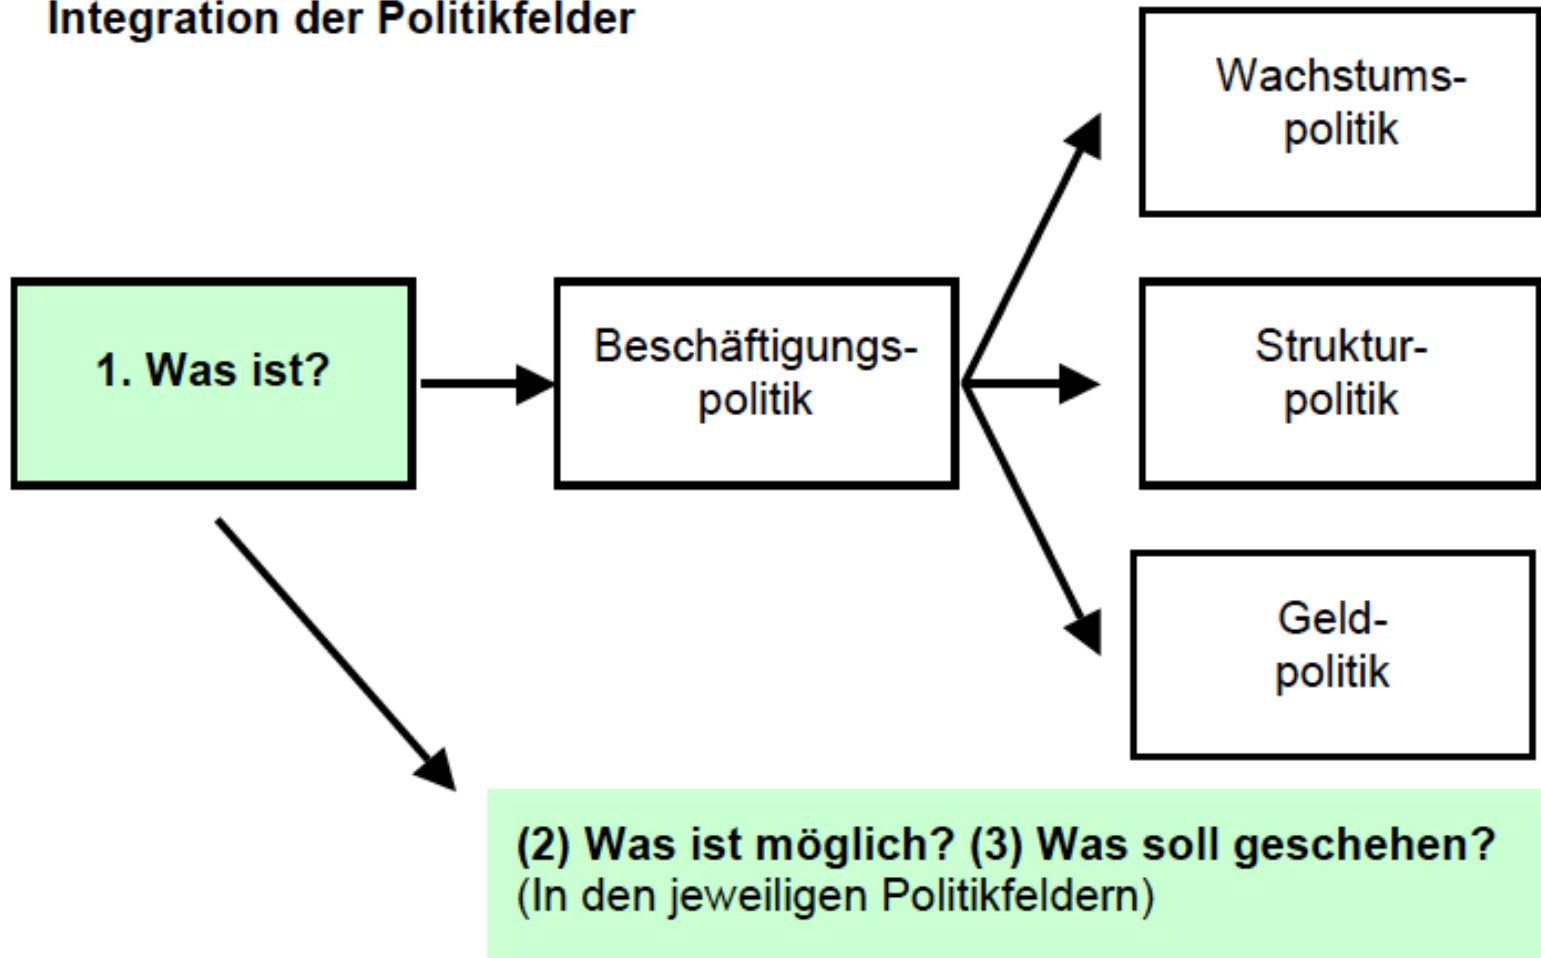 Integration der Politikfelder
Wachstums-
politik
1. Was ist?
Beschäftigungs-
politik
Struktur-
politik
Geld-
politik
(2) Was ist möglich? (3) Was soll geschehen?
(In den jeweiligen Politikfeldern)